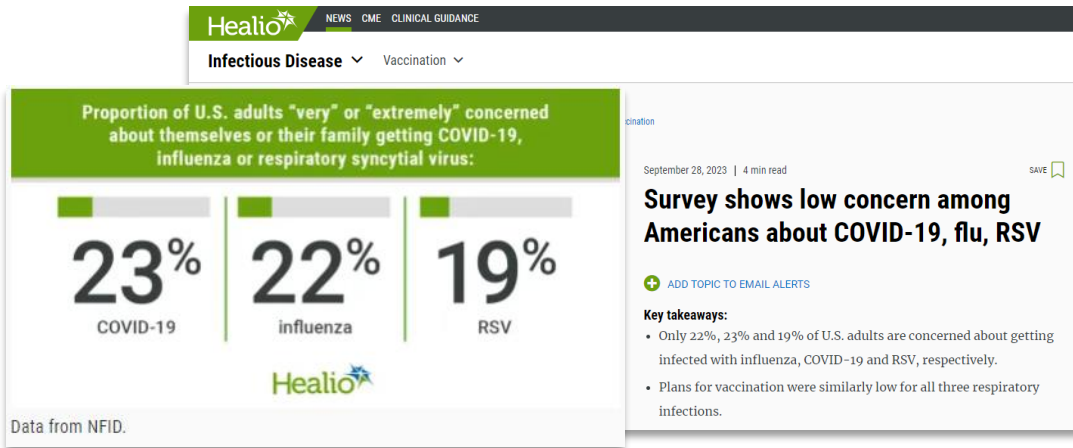 Healio
NEWS CME CLINICAL GUIDANCE
Infectious Disease
Vaccination
Proportion of U.S. adults “very” or “extremely” concerned
about themselves or their family getting COVID-19,
influenza or respiratory syncytial virus:
23% 22% 19%
COVID-19 influenza RSV
Healio
Data from NFID.
cination
September 28, 2023 | 4 min read
SAVE
Survey shows low concern among
Americans about COVID-19, flu, RSV
ADD TOPIC TO EMAIL ALERTS
Key takeaways:
• Only 22%, 23% and 19% of U.S. adults are concerned about getting
infected with influenza, COVID-19 and RSV, respectively.
• Plans for vaccination were similarly low for all three respiratory
infections.